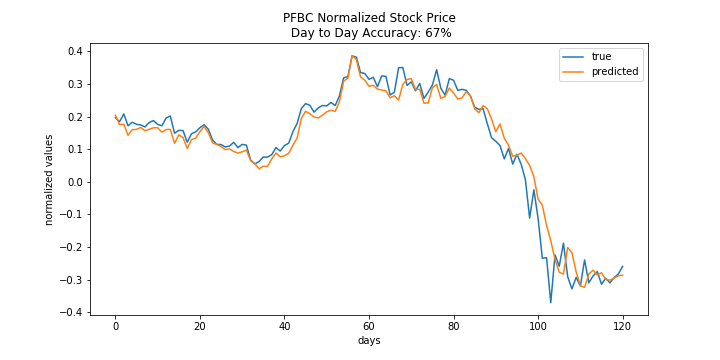 PFBC Normalized Stock Price
Day to Day Accuracy: 67%
true
predicted
normalized values
0.4
0.3
0.2
0.1
0.0
−0.1
−0.2
−0.3
−0.4
0 20 40 60 80 100 120
days